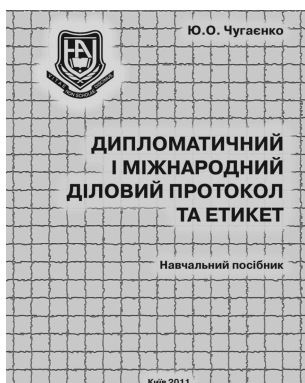 Ю.О. Чугаєнко
ДИПЛОМАТИЧНИЙ
І МІЖНАРОДНИЙ
ДІЛОВИЙ ПРОТОКОЛ
ТА ЕТИКЕТ
Навчальний посібник
Київ 2011